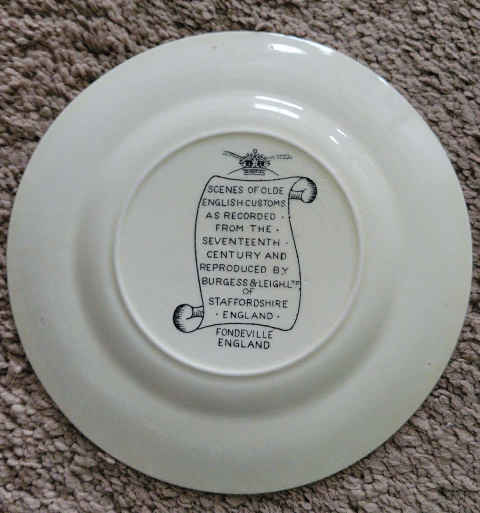 SCENES OF OLDE
ENGLISH CUSTOMS
AS RECORDED ·
FROM THE ·
SEVENTEENTH ·
CENTURY AND
REPRODUCED BY
BURGESS & LEIGH LTD
OF
STAFFORDSHIRE
· ENGLAND ·
FONDEVILLE
ENGLAND